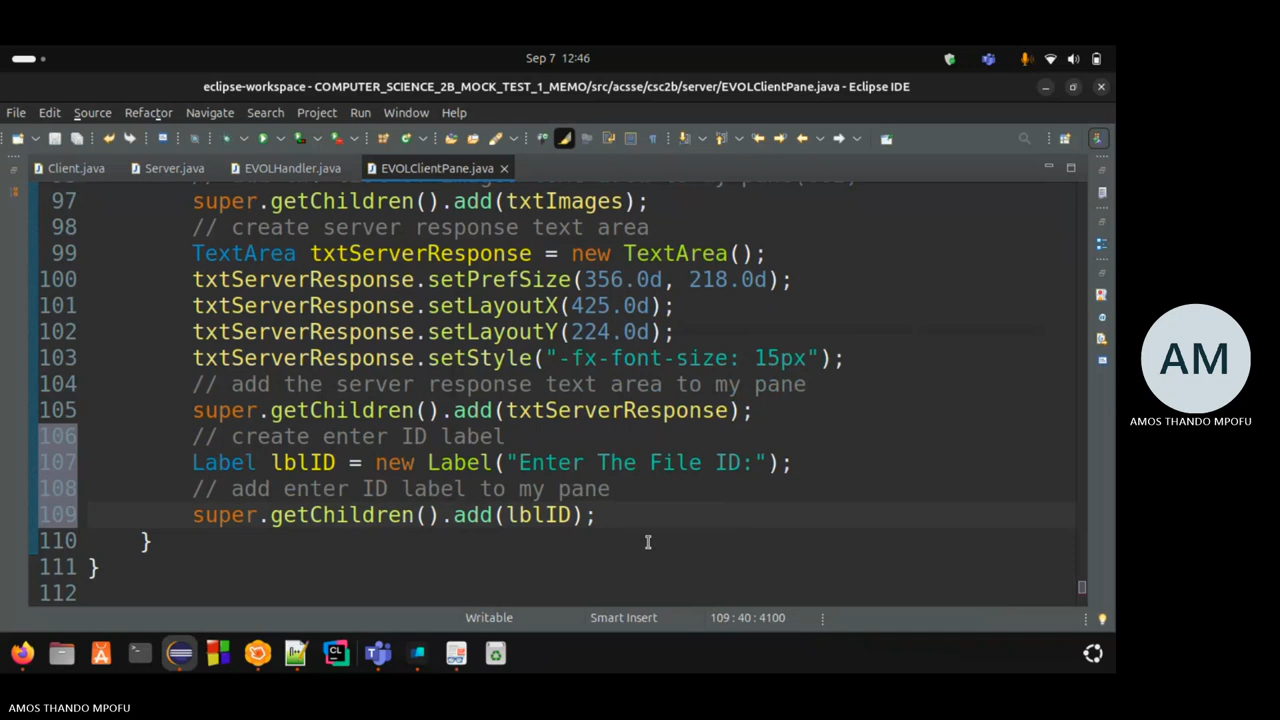 Sep 7 12:46
eclipse-workspace - COMPUTER_SCIENCE_2B_MOCK_TEST_1_MEMO/src/acsse/csc2b/server/EVOLClientPane.java - Eclipse IDE
File Edit Source Refactor Navigate Search Project Run Window Help
Client.java Server.java EVOLHandler.java EVOLClientPane.java
97 super.getChildren().add(txtImages);
98 // create server response text area
99 TextArea txtServerResponse = new TextArea();
100 txtServerResponse.setPrefSize(356.0d, 218.0d);
101 txtServerResponse.setLayoutX(425.0d);
102 txtServerResponse.setLayoutY(224.0d);
103 txtServerResponse.setStyle("-fx-font-size: 15px");
104 // add the server response text area to my pane
105 super.getChildren().add(txtServerResponse);
106 // create enter ID label
107 Label lblID = new Label("Enter The File ID:");
108 // add enter ID label to my pane
109 super.getChildren().add(lblID);
110 }
111 }
112
Writable Smart Insert 109 : 40 : 4100
CL
AM
AMOS THANDO MPOFU
AMOS THANDO MPOFU